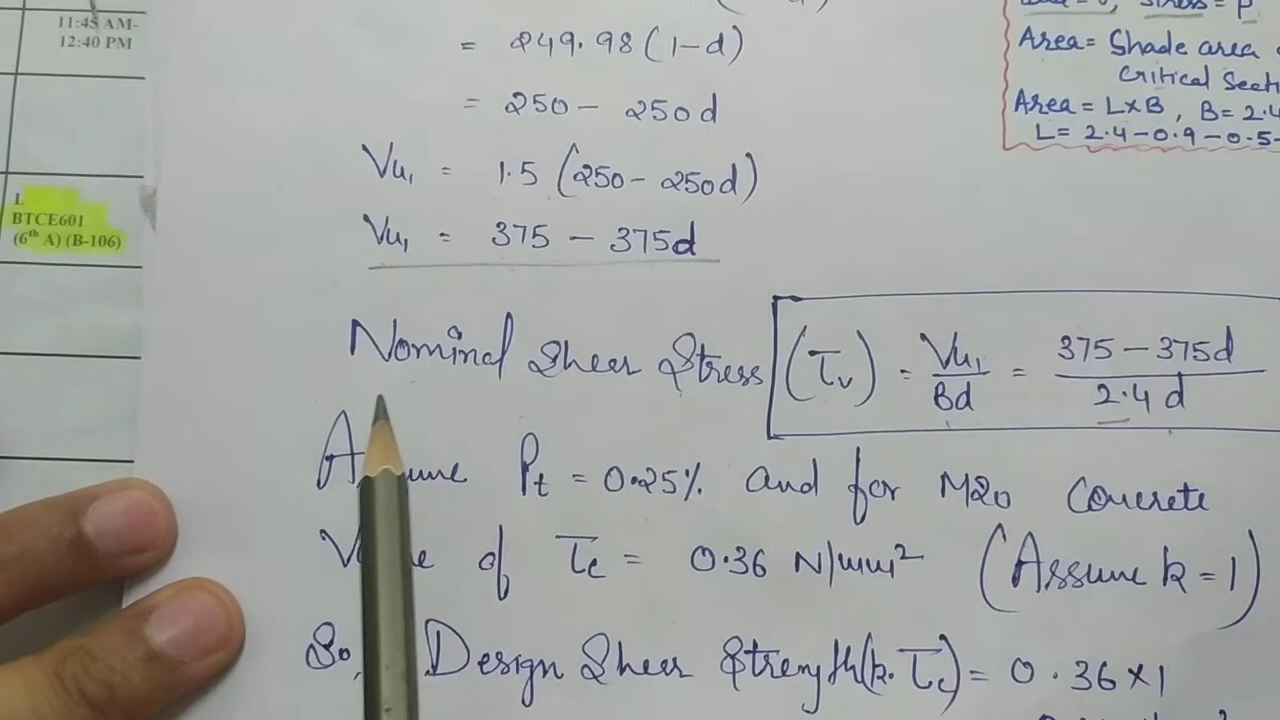 11:45 AM-
12:40 PM
L
BTCE601
(6th A) (B-106)
= 249.98 (1-d)
= 250 - 250d
Vu1 = 1.5 (250 - 250d)
Vu1 = 375 - 375d
Stress = P
Area = Shade area
Critical Secti
Area = L×B, B = 2.4
L = 2.4-0.9-0.5-
Nominal Shear Stress (τv) = Vu1/Bd = 375-375d/2.4 d
Pt = 0.25% and for M20 Concrete
of τc = 0.36 N/mm² (Assume k=1)
So, Design Shear Strength (k.τc) = 0.36×1